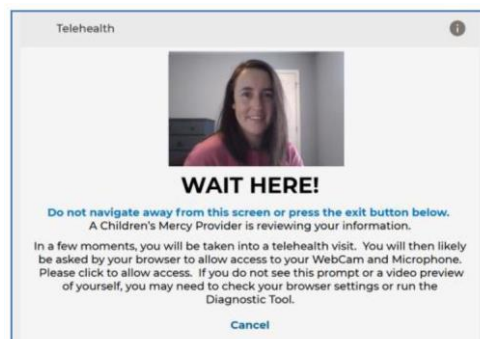 Telehealth
WAIT HERE!
Do not navigate away from this screen or press the exit button below.
A Children's Mercy Provider is reviewing your information.
In a few moments, you will be taken into a telehealth visit. You will then likely
be asked by your browser to allow access to your WebCam and Microphone.
Please click to allow access. If you do not see this prompt or a video preview
of yourself, you may need to check your browser settings or run the
Diagnostic Tool.
Cancel